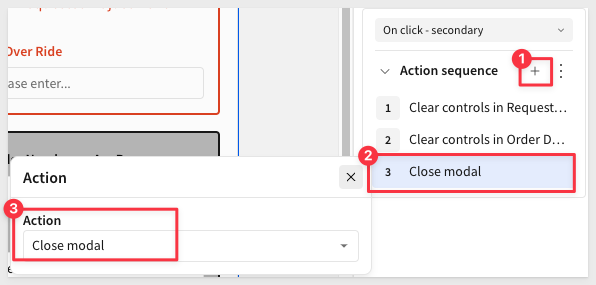 On click - secondary
Over Ride
1
Action sequence
ase enter...
1 Clear controls in Request...
2 Clear controls in Order D...
2
3 Close modal
Action
3
Action
Close modal